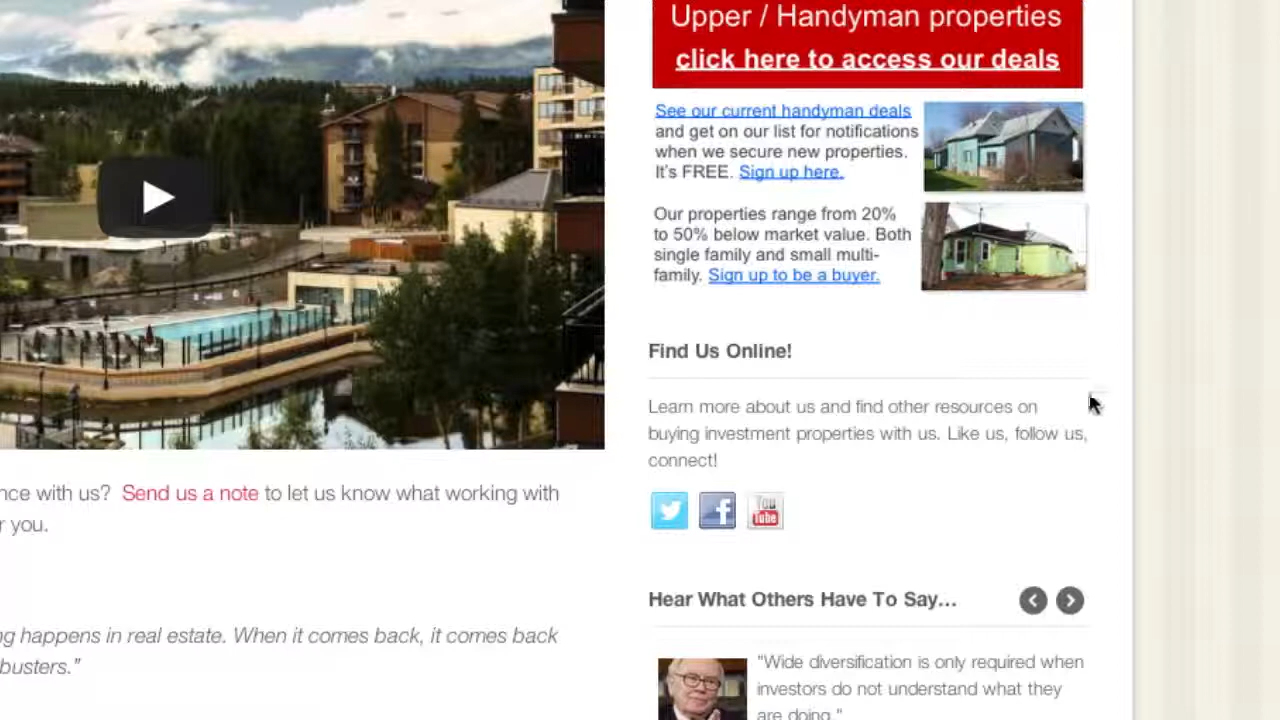 Upper / Handyman properties
click here to access our deals
See our current handyman deals
and get on our list for notifications
when we secure new properties.
It's FREE. Sign up here.
Our properties range from 20%
to 50% below market value. Both
single family and small multi-
family. Sign up to be a buyer.
Find Us Online!
Learn more about us and find other resources on
buying investment properties with us. Like us, follow us,
connect!
You
Tube
nce with us? Send us a note to let us know what working with
r you.
Hear What Others Have To Say...
ng happens in real estate. When it comes back, it comes back
busters."
"Wide diversification is only required when
investors do not understand what they
are doing."